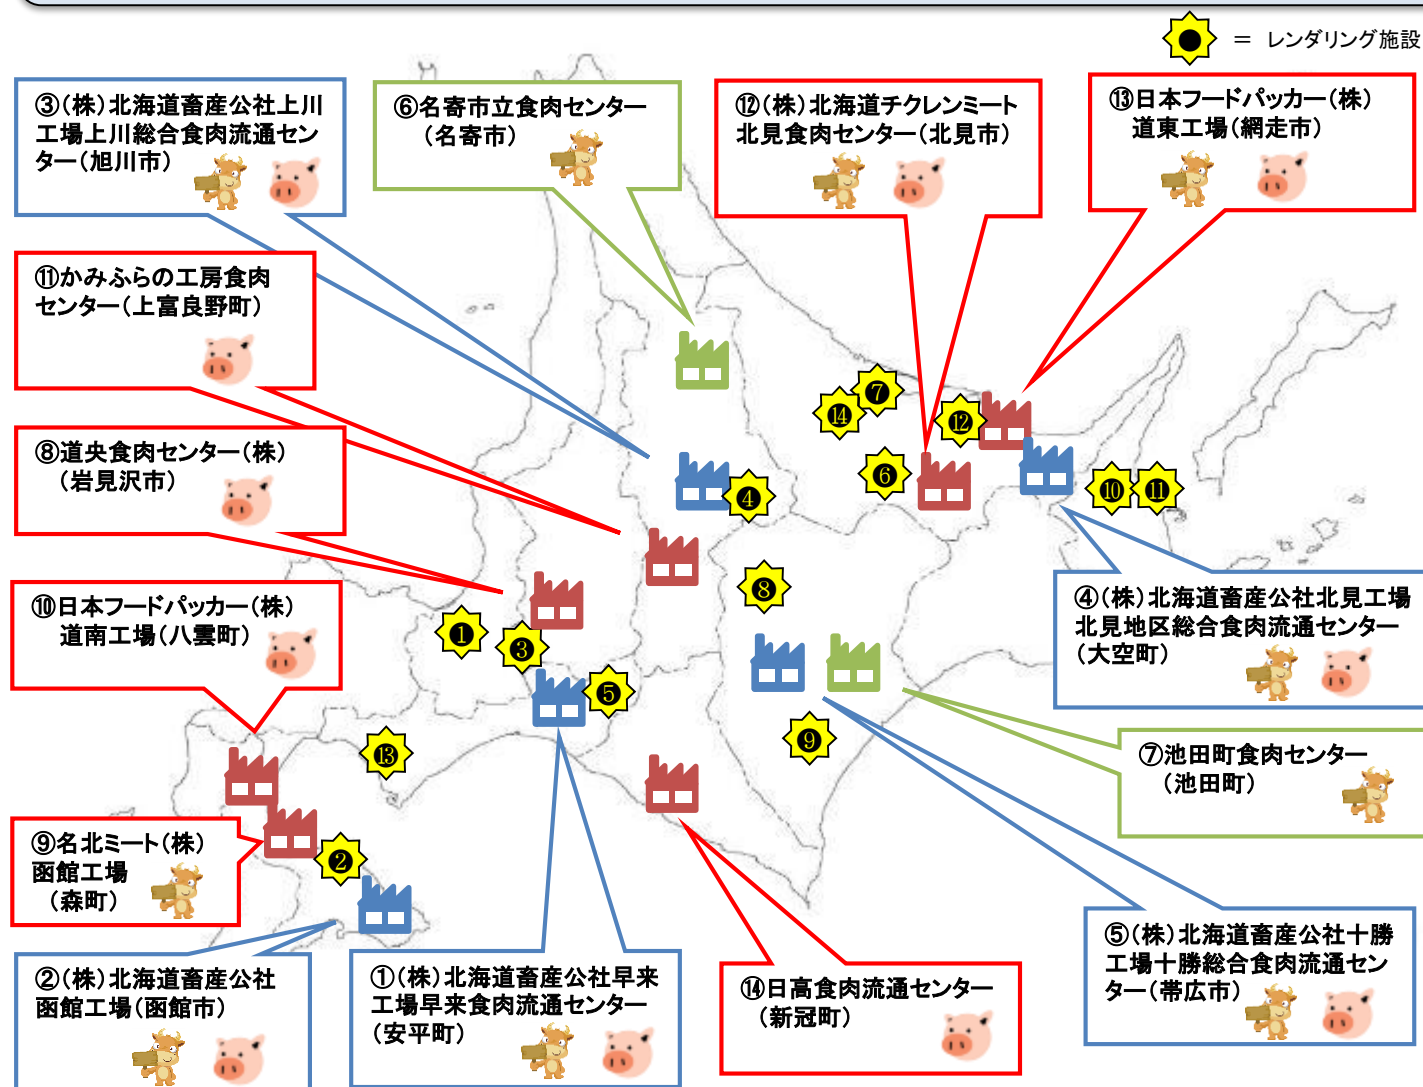 ● ＝ レンダリング施設
③(株)北海道畜産公社上川
工場上川総合食肉流通セン
ター(旭川市)
⑥名寄市立食肉センター
(名寄市)
⑫(株)北海道チクレンミート
北見食肉センター(北見市)
⑬日本フードパッカー(株)
道東工場(網走市)
⑪かみふらの工房食肉
センター(上富良野町)
⑧道央食肉センター(株)
(岩見沢市)
⑩日本フードパッカー(株)
道南工場(八雲町)
⑨名北ミート(株)
函館工場
(森町)
②(株)北海道畜産公社
函館工場(函館市)
①(株)北海道畜産公社早来
工場早来食肉流通センター
(安平町)
⑭日高食肉流通センター
(新冠町)
④(株)北海道畜産公社北見工場
北見地区総合食肉流通センター
(大空町)
⑦池田町食肉センター
(池田町)
⑤(株)北海道畜産公社十勝
工場十勝総合食肉流通セン
ター(帯広市)
❼
⓮
⓬
❻
❿
⓫
❹
❽
❶
❸
❺
❾
⓭
❷